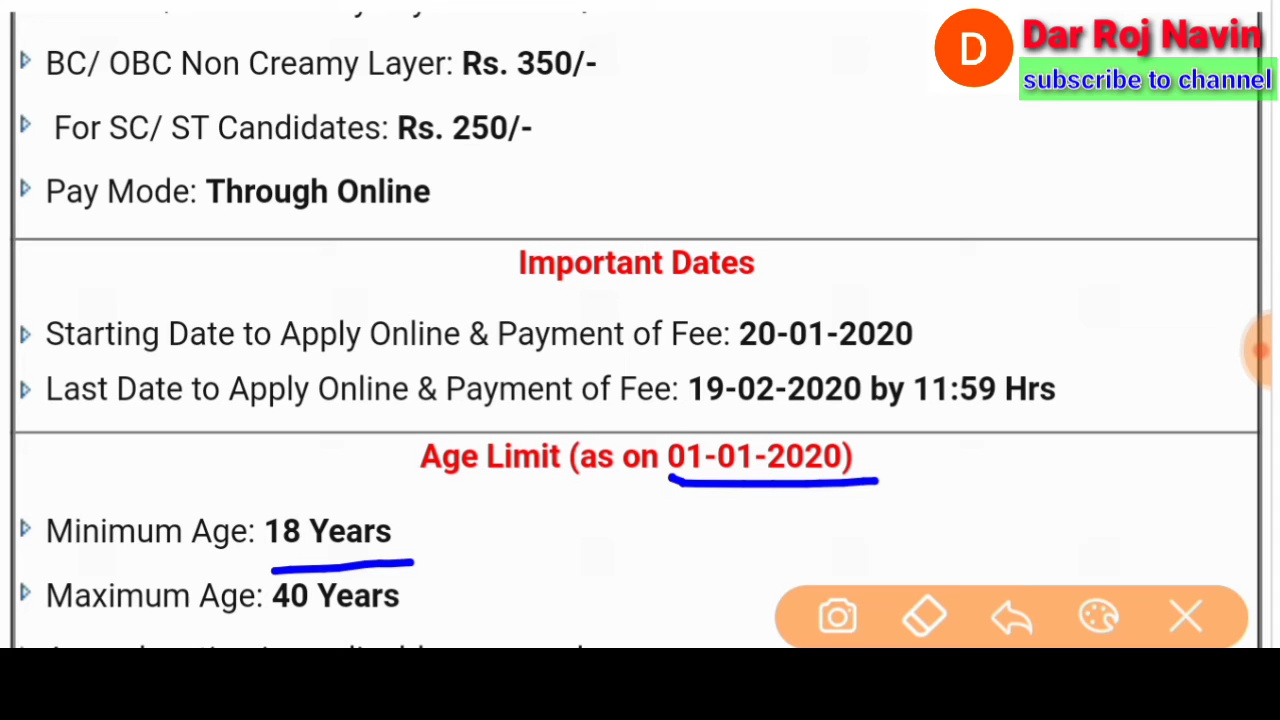 D
Dar Roj Navin
subscribe to channel
BC/ OBC Non Creamy Layer: Rs. 350/-
For SC/ ST Candidates: Rs. 250/-
Pay Mode: Through Online
Important Dates
Starting Date to Apply Online & Payment of Fee: 20-01-2020
Last Date to Apply Online & Payment of Fee: 19-02-2020 by 11:59 Hrs
Age Limit (as on 01-01-2020)
Minimum Age: 18 Years
Maximum Age: 40 Years